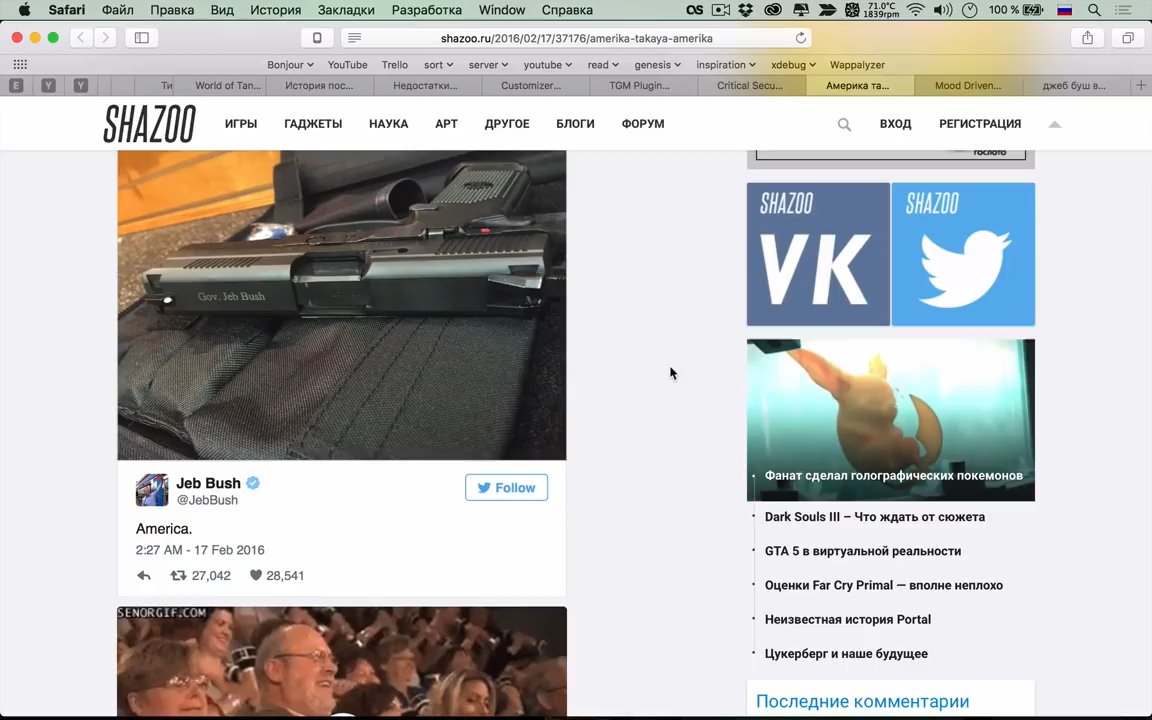 Safari Файл Правка Вид История Закладки Разработка Window Справка 71.0°C 1839rpm 100 %
shazoo.ru/2016/02/17/37176/amerika-takaya-amerika
Bonjour YouTube Trello sort server youtube read genesis inspiration xdebug Wappalyzer
E Y Y Ти World of Tan... История пос... Недостатки... Customizer... TGM Plugin... Critical Secu... Америка та... Mood Driven... джеб буш в...
SHAZOO ИГРЫ ГАДЖЕТЫ НАУКА АРТ ДРУГОЕ БЛОГИ ФОРУМ ВХОД РЕГИСТРАЦИЯ
Gov. Jeb Bush
Jeb Bush
@JebBush
Follow
America.
2:27 AM - 17 Feb 2016
27,042 28,541
SENORGIF.COM
SHAZOO
VK
SHAZOO
Фанат сделал голографических покемонов
Dark Souls III – Что ждать от сюжета
GTA 5 в виртуальной реальности
Оценки Far Cry Primal — вполне неплохо
Неизвестная история Portal
Цукерберг и наше будущее
Последние комментарии